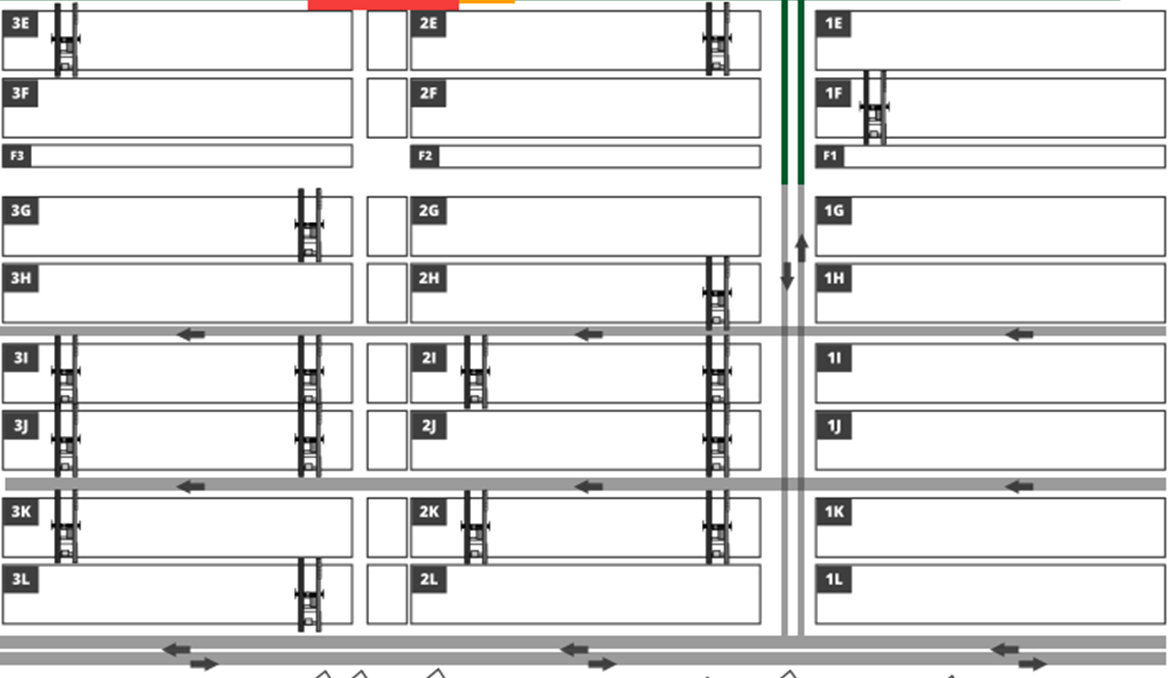 3E 2E 1E
3F 2F 1F
F3 F2 F1
3G 2G 1G
3H 2H 1H
3I 2I 1I
3J 2J 1J
3K 2K 1K
3L 2L 1L